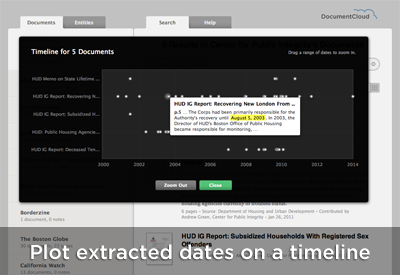 Documents
Entities
Search
Help
DocumentCloud
Timeline for 5 Documents
Drag a range of dates to zoom in.
HUD Memo on State Lifetime ...
HUD IG Report: Recovering N...
HUD IG Report: Subsidized H...
HUD: Public Housing Agencie...
HUD IG Report: Deceased Ten...
HUD IG Report: Recovering New London From ...
p.5 ... The Corps had been primarily responsible for the
Authority's recovery until August 5, 2003 . In 2003, the
Director of HUD's Boston Office of Public Housing
became responsible for monitoring,...
2000
2002
2004
2006
2008
2010
2012
2014
Zoom Out
Close
Borderzine
1 document, 0 notes
The Boston Globe
California Watch
6 pages - Source: Department of Housing and Urban Development - Contributed by
Andrew Green, Center for Public Integrity - Jun 26, 2011
HUD IG Report: Subsidized Households With Registered Sex
Offenders
Plot extracted dates on a timeline